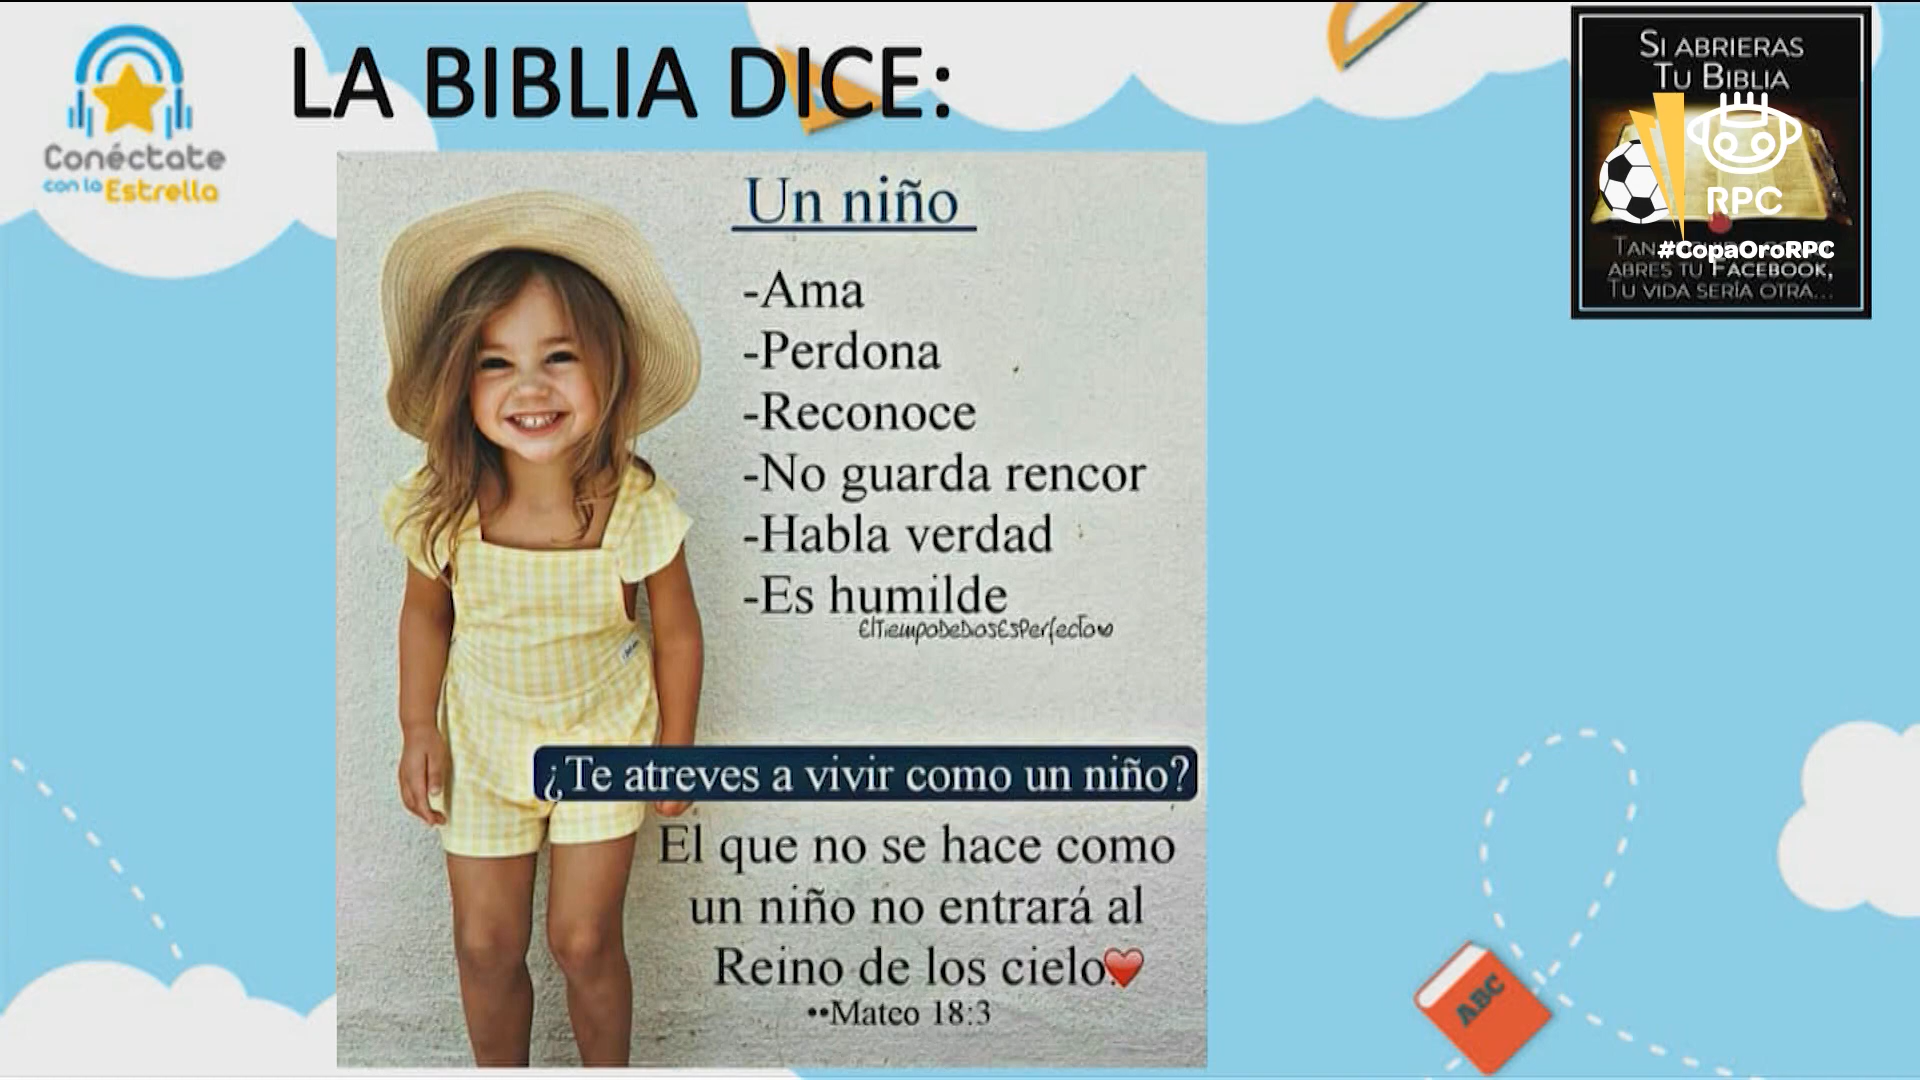 Conéctate
con la Estrella
LA BIBLIA DICE:
Un niño
-Ama
-Perdona
-Reconoce
-No guarda rencor
-Habla verdad
-Es humilde
ElTiempoDeDiosEsPerfecto
¿Te atreves a vivir como un niño?
El que no se hace como
un niño no entrará al
Reino de los cielo
••Mateo 18:3
SI ABRIERAS
TU BIBLIA
RPC
#CopaOroRPC
ABRES TU FACEBOOK,
TU VIDA SERÍA OTRA...
ABC